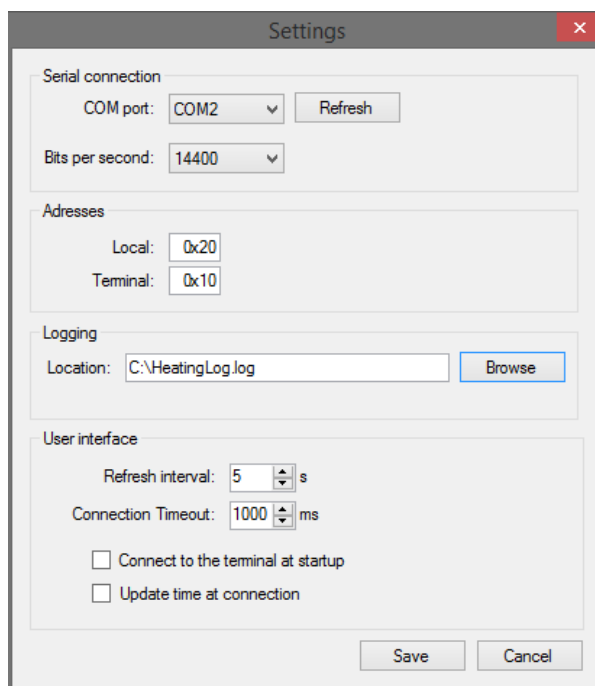 Settings
Serial connection
COM port: COM2 Refresh
Bits per second: 14400
Adresses
Local: 0x20
Terminal: 0x10
Logging
Location: C:\HeatingLog.log Browse
User interface
Refresh interval: 5 s
Connection Timeout: 1000 ms
Connect to the terminal at startup
Update time at connection
Save Cancel